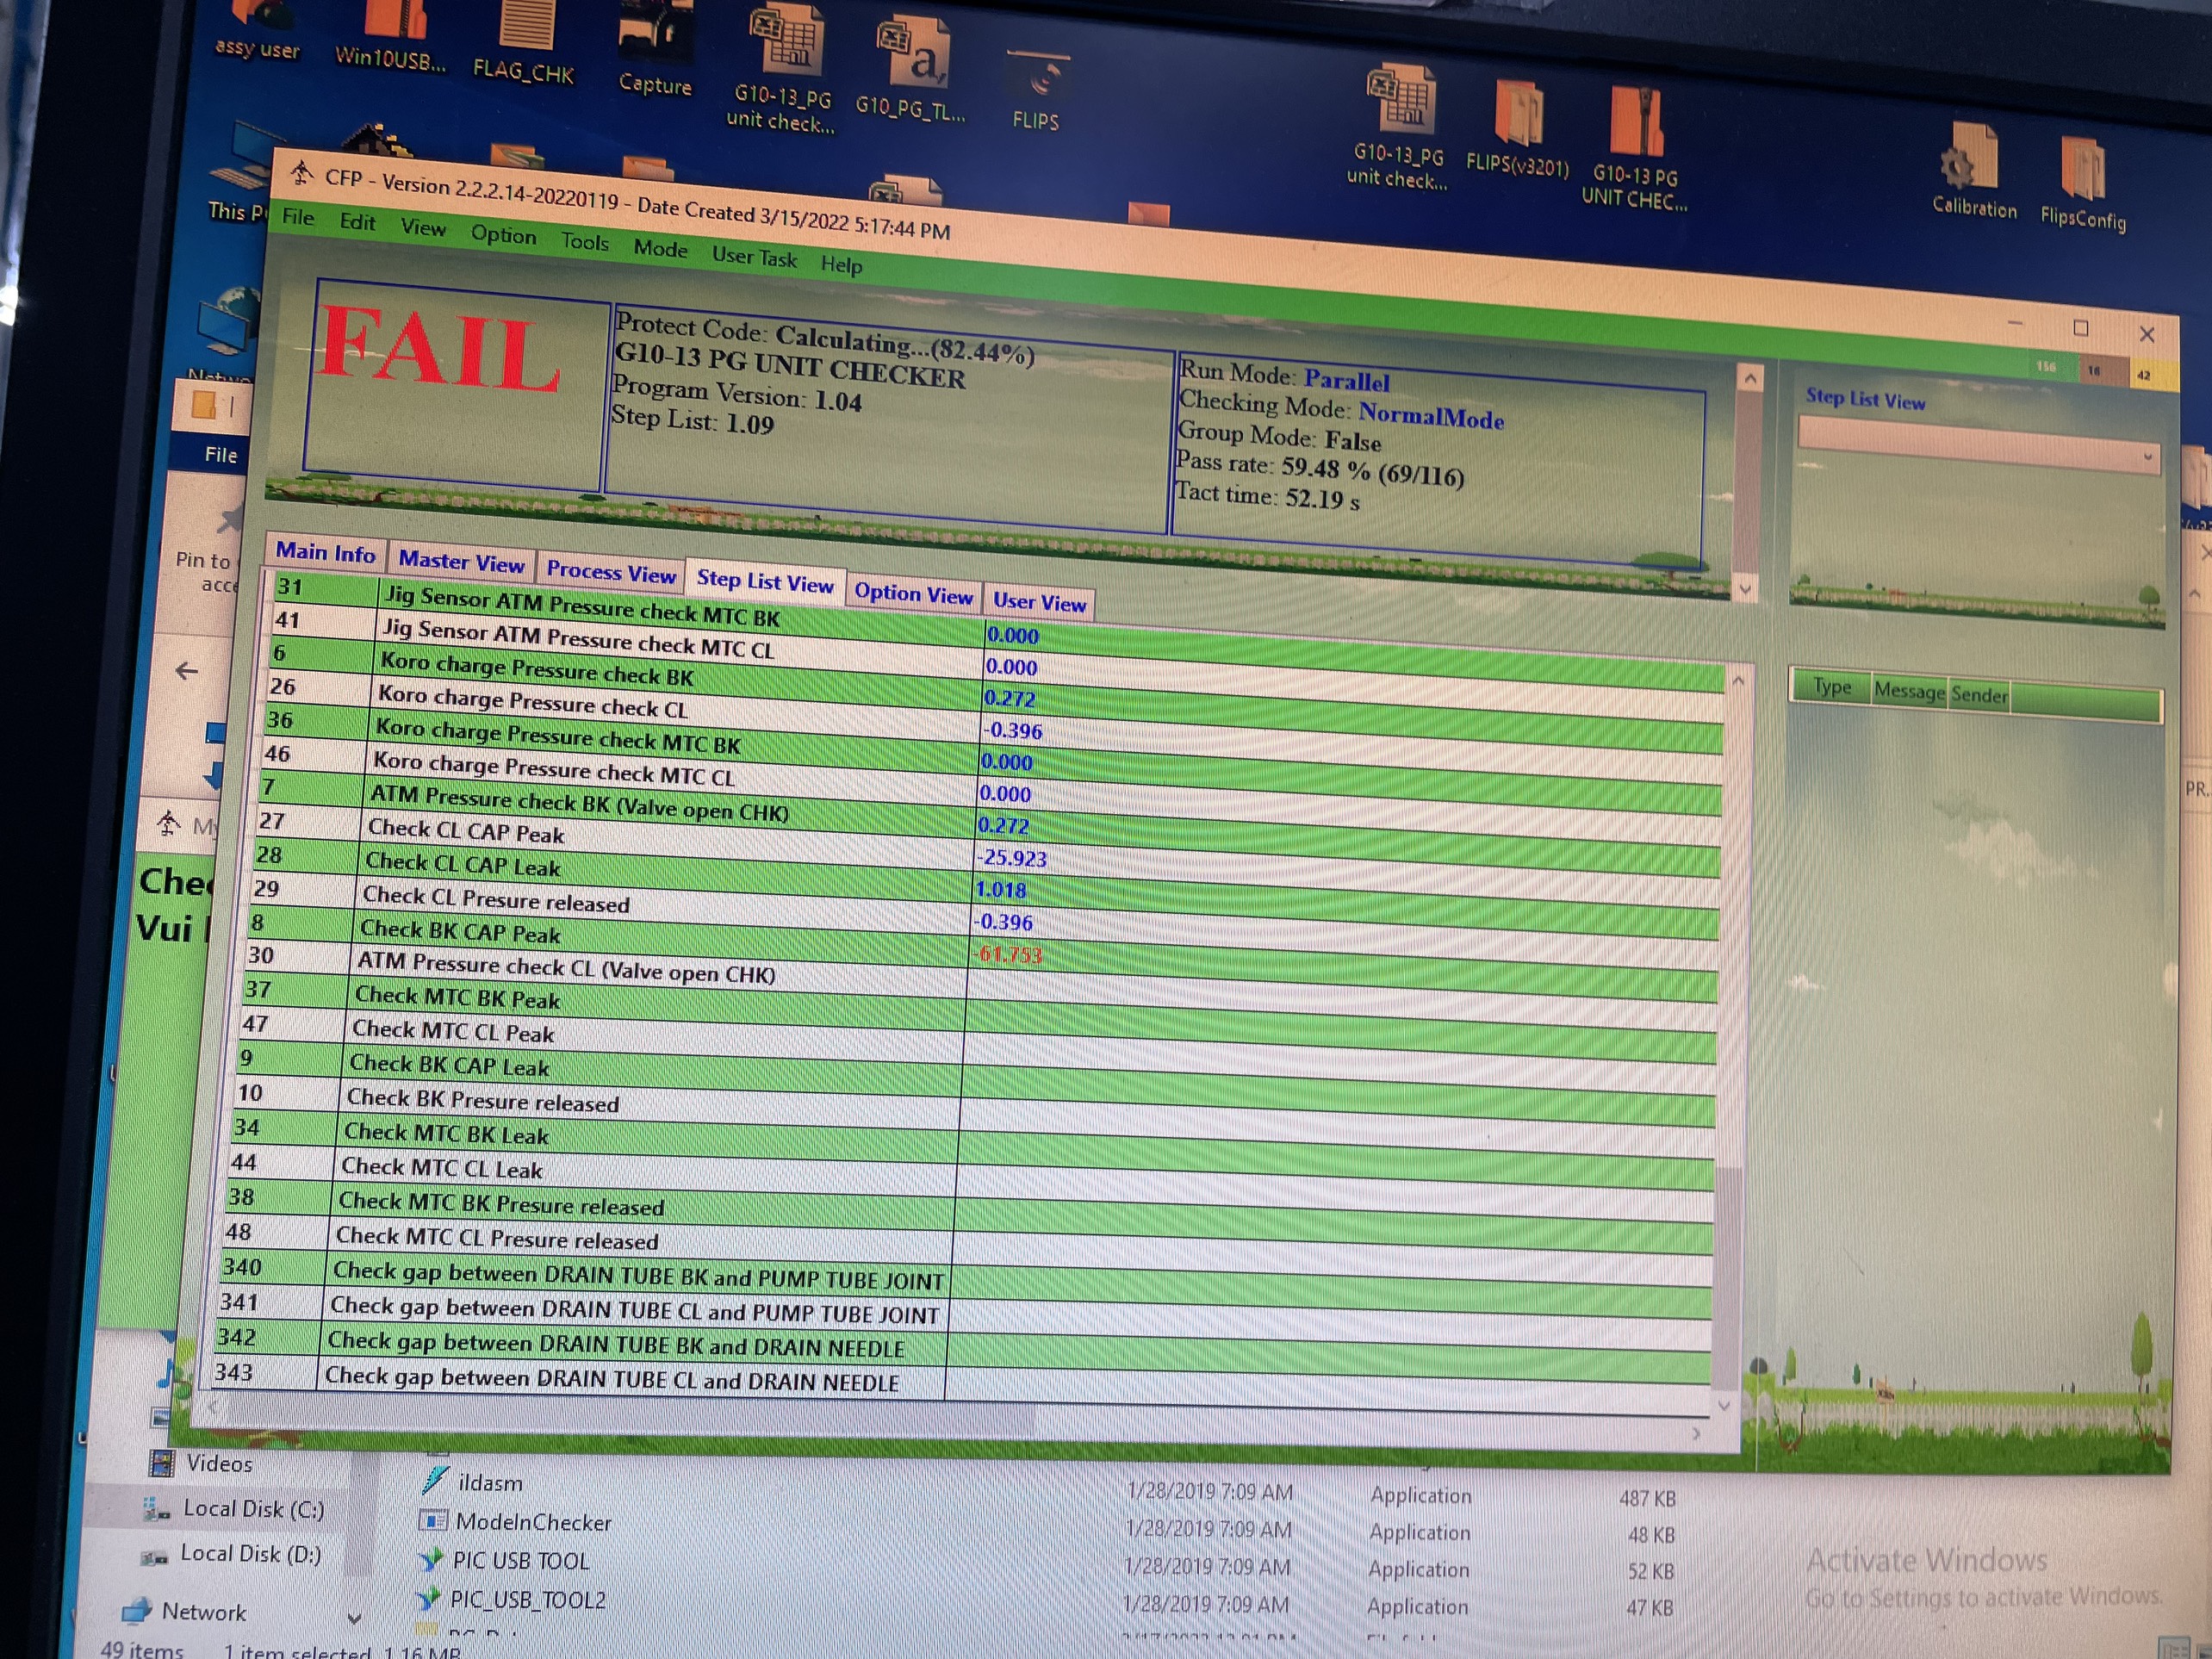 assy user
Win10USB...
FLAG_CHK
Capture
G10-13_PG
unit check...
G10_PG_TL...
FLIPS
G10-13_PG
unit check...
FLIPS(v3201)
G10-13 PG
UNIT CHEC...
Calibration
FlipsConfig
This P
CFP - Version 2.2.2.14-20220119 - Date Created 3/15/2022 5:17:44 PM
File Edit View Option Tools Mode User Task Help
156 16 42
FAIL
Protect Code: Calculating...(82.44%)
G10-13 PG UNIT CHECKER
Program Version: 1.04
Step List: 1.09
Run Mode: Parallel
Checking Mode: NormalMode
Group Mode: False
Pass rate: 59.48 % (69/116)
Tact time: 52.19 s
Step List View
File
Pin to
acce
Main Info Master View Process View Step List View Option View User View
31 Jig Sensor ATM Pressure check MTC BK 0.000
41 Jig Sensor ATM Pressure check MTC CL 0.000
6 Koro charge Pressure check BK 0.272
26 Koro charge Pressure check CL -0.396
36 Koro charge Pressure check MTC BK 0.000
46 Koro charge Pressure check MTC CL 0.000
7 ATM Pressure check BK (Valve open CHK) 0.272
27 Check CL CAP Peak -25.923
28 Check CL CAP Leak 1.018
29 Check CL Presure released -0.396
8 Check BK CAP Peak -61.753
30 ATM Pressure check CL (Valve open CHK)
37 Check MTC BK Peak
47 Check MTC CL Peak
9 Check BK CAP Leak
10 Check BK Presure released
34 Check MTC BK Leak
44 Check MTC CL Leak
38 Check MTC BK Presure released
48 Check MTC CL Presure released
340 Check gap between DRAIN TUBE BK and PUMP TUBE JOINT
341 Check gap between DRAIN TUBE CL and PUMP TUBE JOINT
342 Check gap between DRAIN TUBE BK and DRAIN NEEDLE
343 Check gap between DRAIN TUBE CL and DRAIN NEEDLE
Type Message Sender
PR.
My
Chec
Vui
Videos
Local Disk (C:)
Local Disk (D:)
Network
ildasm 1/28/2019 7:09 AM Application 487 KB
ModeInChecker 1/28/2019 7:09 AM Application 48 KB
PIC USB TOOL 1/28/2019 7:09 AM Application 52 KB
PIC_USB_TOOL2 1/28/2019 7:09 AM Application 47 KB
Activate Windows
Go to Settings to activate Windows.
49 items 1 item selected 1.16 MB